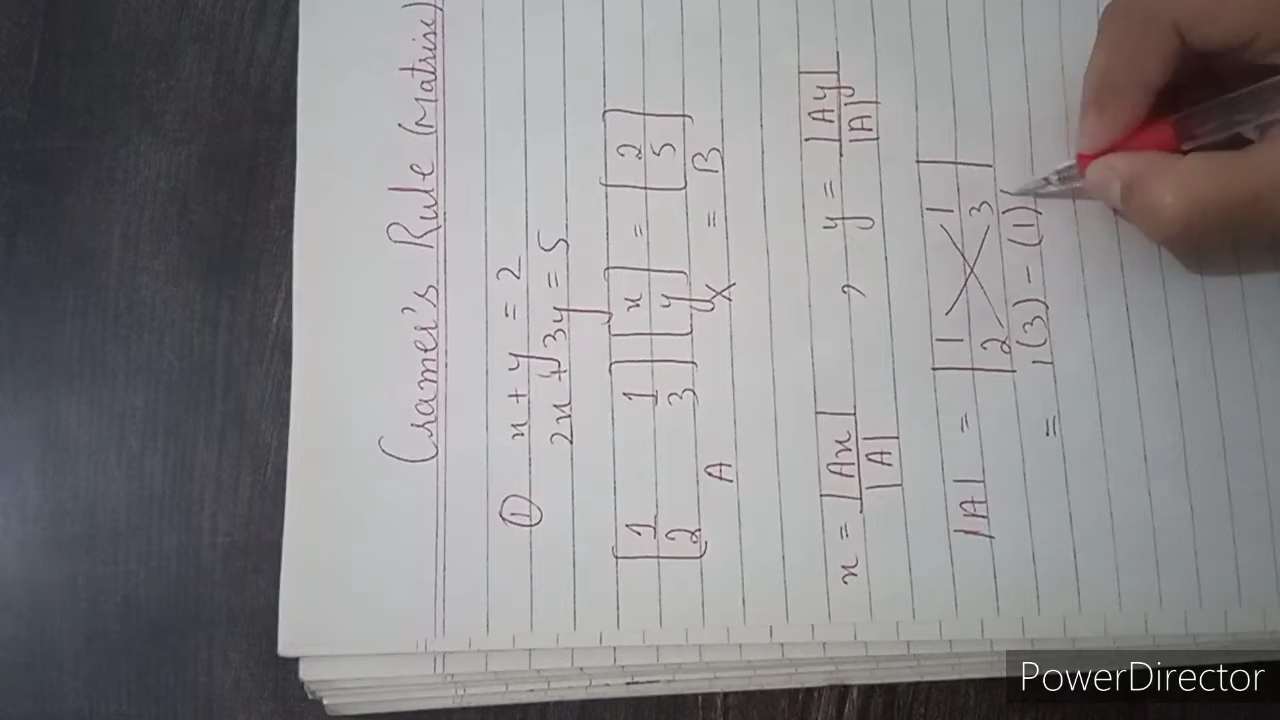 Cramer's Rule (Matrix)
① x + y = 2
2x + 3y = 5
[1 1] [x] = [2]
[2 3] [y] [5]
A X = B
x = |Ax| / |A| , y = |Ay| / |A|
|A| = |1 1|
|2 3|
= 1(3) - (1)(
PowerDirector